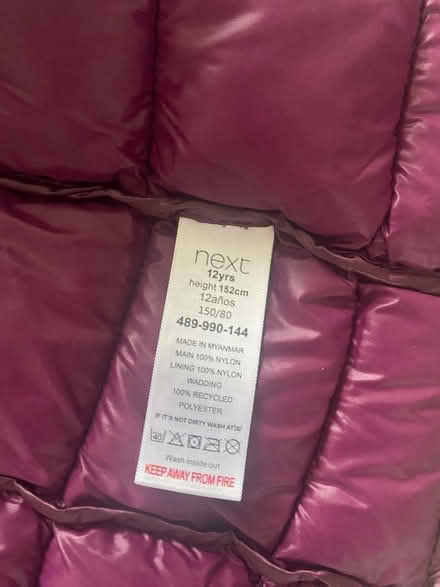 next
12yrs
height 152cm
12años
150/80
489-990-144
MADE IN MYANMAR
MAIN 100% NYLON
LINING 100% NYLON
WADDING
100% RECYCLED
POLYESTER
IF IT'S NOT DIRTY WASH AT 30°
40
Wash inside out
KEEP AWAY FROM FIRE